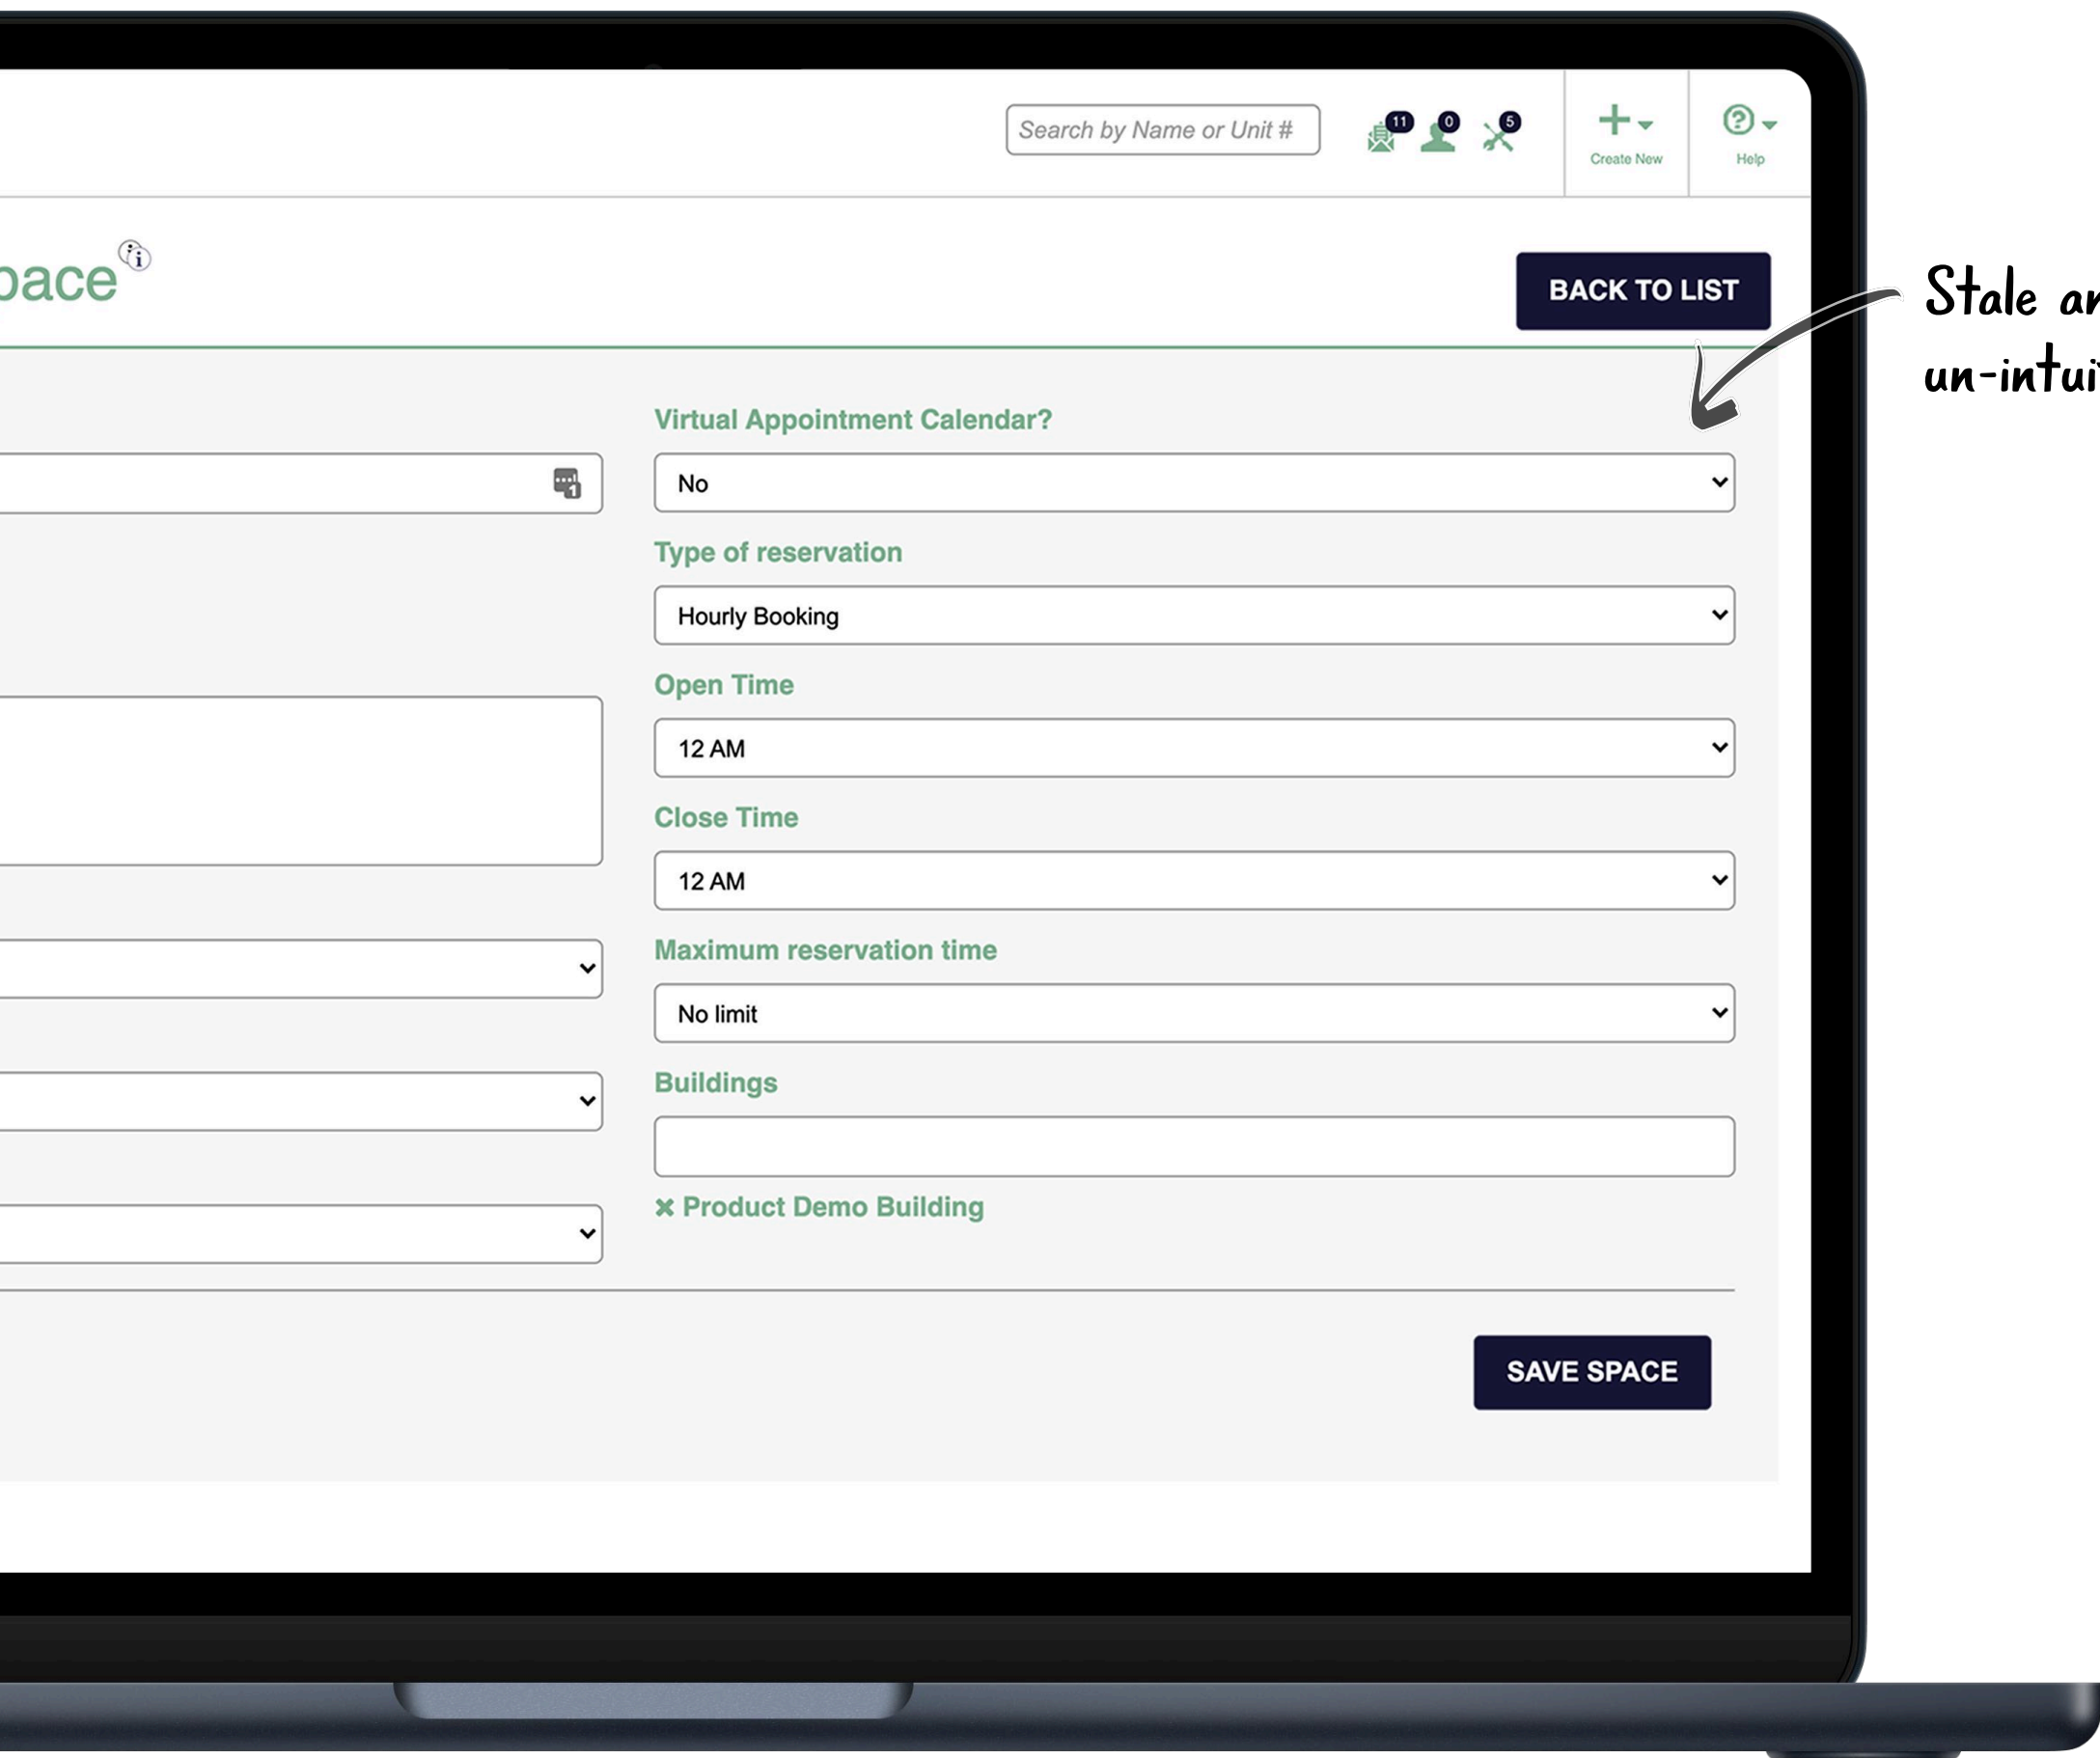 Search by Name or Unit #
11
0
5
Create New
Help
pace
BACK TO LIST
Stale
un-intui
Virtual Appointment Calendar?
No
Type of reservation
Hourly Booking
Open Time
12 AM
Close Time
12 AM
Maximum reservation time
No limit
Buildings
✖ Product Demo Building
SAVE SPACE